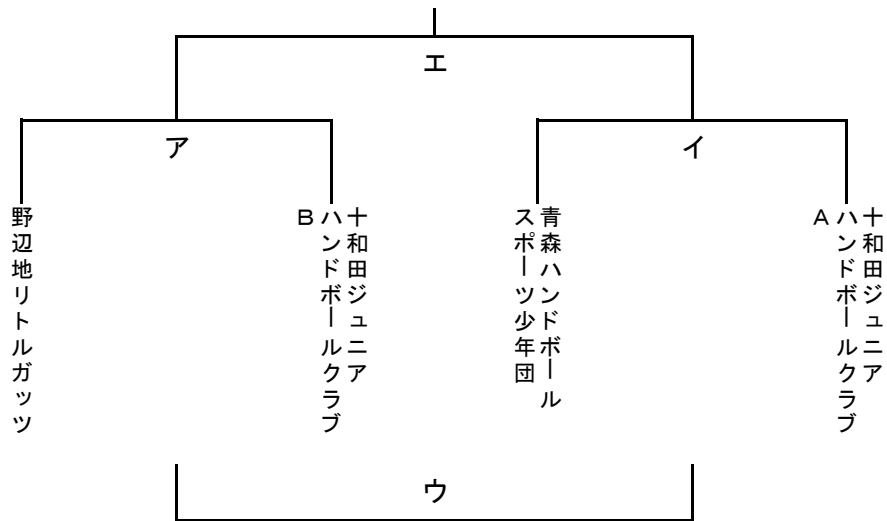 エ
ア
イ
野辺地リトルガッツ
十和田ジュニア
ハンドボールクラブ
B
青森ハンドボール
スポーツ少年団
十和田ジュニア
ハンドボールクラブ
A
ウ